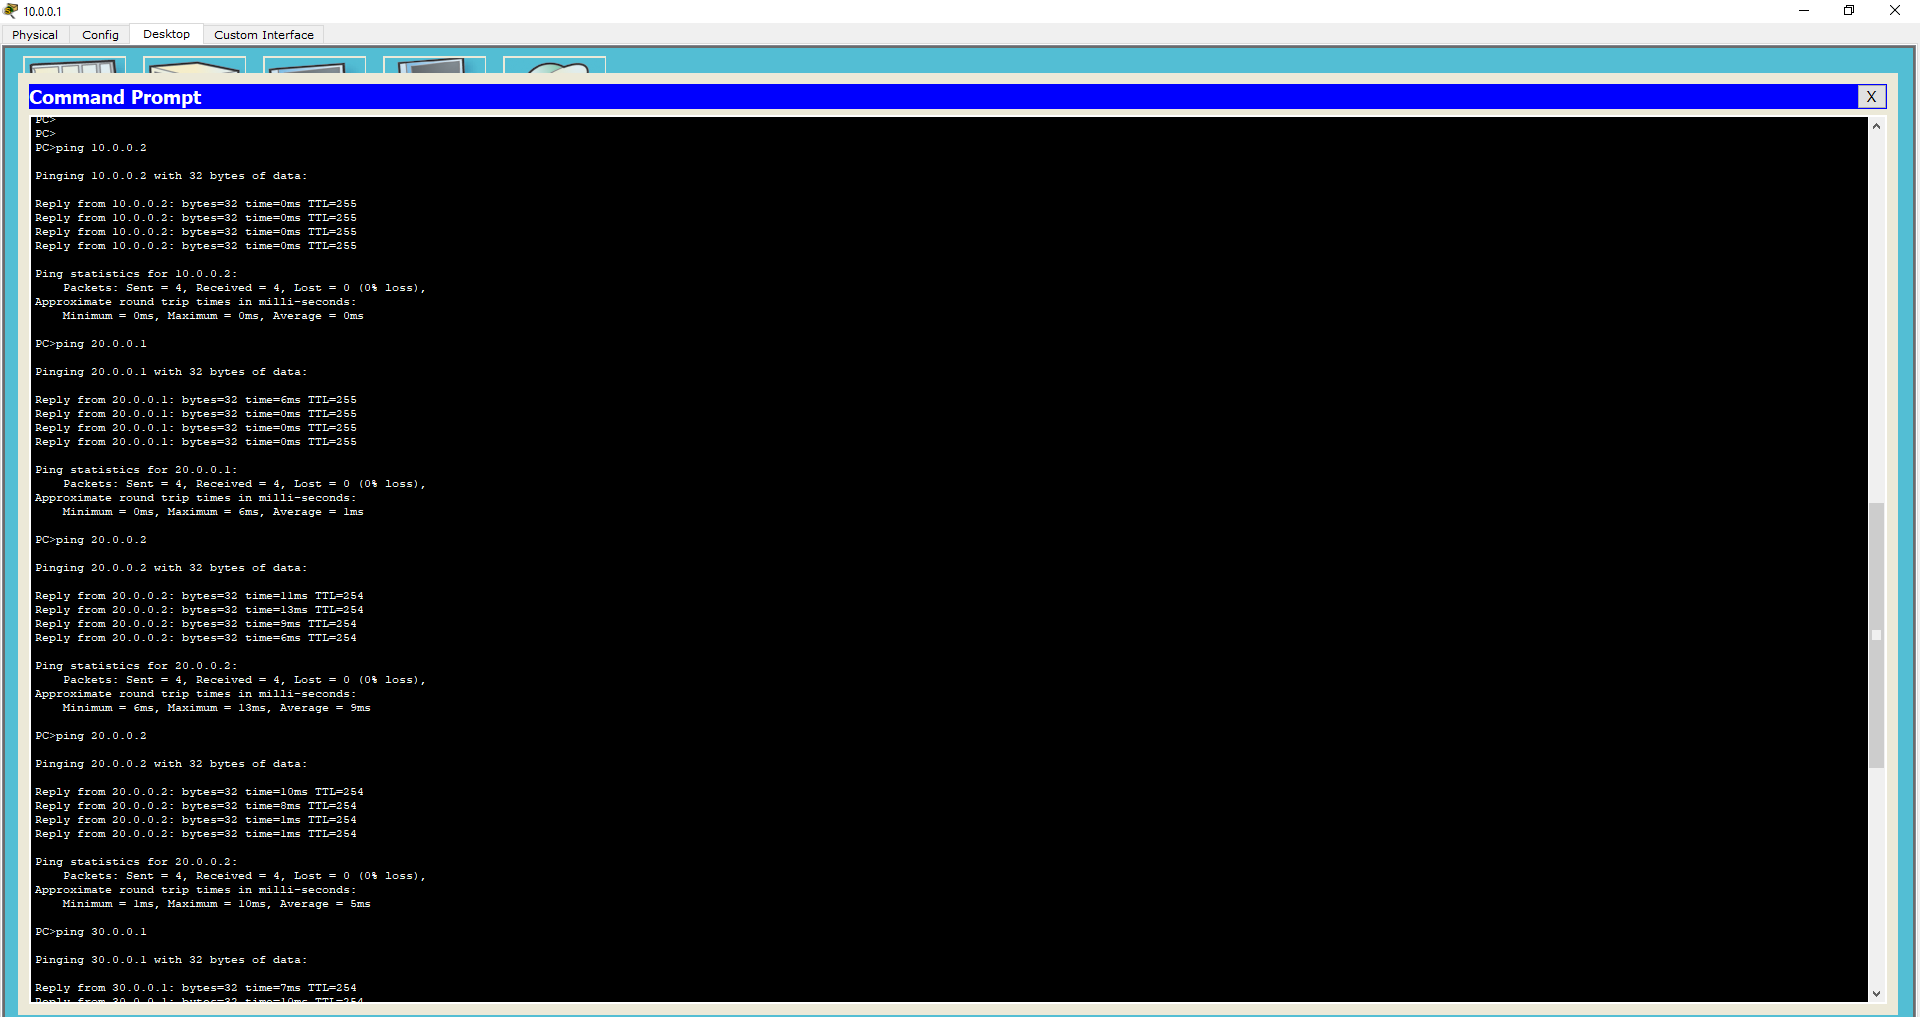 10.0.0.1
Physical Config Desktop Custom Interface
Command Prompt X
PC>
PC>
PC>ping 10.0.0.2
Pinging 10.0.0.2 with 32 bytes of data:
Reply from 10.0.0.2: bytes=32 time=0ms TTL=255
Reply from 10.0.0.2: bytes=32 time=0ms TTL=255
Reply from 10.0.0.2: bytes=32 time=0ms TTL=255
Reply from 10.0.0.2: bytes=32 time=0ms TTL=255
Ping statistics for 10.0.0.2:
Packets: Sent = 4, Received = 4, Lost = 0 (0% loss),
Approximate round trip times in milli-seconds:
Minimum = 0ms, Maximum = 0ms, Average = 0ms
PC>ping 20.0.0.1
Pinging 20.0.0.1 with 32 bytes of data:
Reply from 20.0.0.1: bytes=32 time=6ms TTL=255
Reply from 20.0.0.1: bytes=32 time=0ms TTL=255
Reply from 20.0.0.1: bytes=32 time=0ms TTL=255
Reply from 20.0.0.1: bytes=32 time=0ms TTL=255
Ping statistics for 20.0.0.1:
Packets: Sent = 4, Received = 4, Lost = 0 (0% loss),
Approximate round trip times in milli-seconds:
Minimum = 0ms, Maximum = 6ms, Average = 1ms
PC>ping 20.0.0.2
Pinging 20.0.0.2 with 32 bytes of data:
Reply from 20.0.0.2: bytes=32 time=11ms TTL=254
Reply from 20.0.0.2: bytes=32 time=13ms TTL=254
Reply from 20.0.0.2: bytes=32 time=9ms TTL=254
Reply from 20.0.0.2: bytes=32 time=6ms TTL=254
Ping statistics for 20.0.0.2:
Packets: Sent = 4, Received = 4, Lost = 0 (0% loss),
Approximate round trip times in milli-seconds:
Minimum = 6ms, Maximum = 13ms, Average = 9ms
PC>ping 20.0.0.2
Pinging 20.0.0.2 with 32 bytes of data:
Reply from 20.0.0.2: bytes=32 time=10ms TTL=254
Reply from 20.0.0.2: bytes=32 time=8ms TTL=254
Reply from 20.0.0.2: bytes=32 time=1ms TTL=254
Reply from 20.0.0.2: bytes=32 time=1ms TTL=254
Ping statistics for 20.0.0.2:
Packets: Sent = 4, Received = 4, Lost = 0 (0% loss),
Approximate round trip times in milli-seconds:
Minimum = 1ms, Maximum = 10ms, Average = 5ms
PC>ping 30.0.0.1
Pinging 30.0.0.1 with 32 bytes of data:
Reply from 30.0.0.1: bytes=32 time=7ms TTL=254
Reply from 30.0.0.1: bytes=32 time=10ms TTL=254